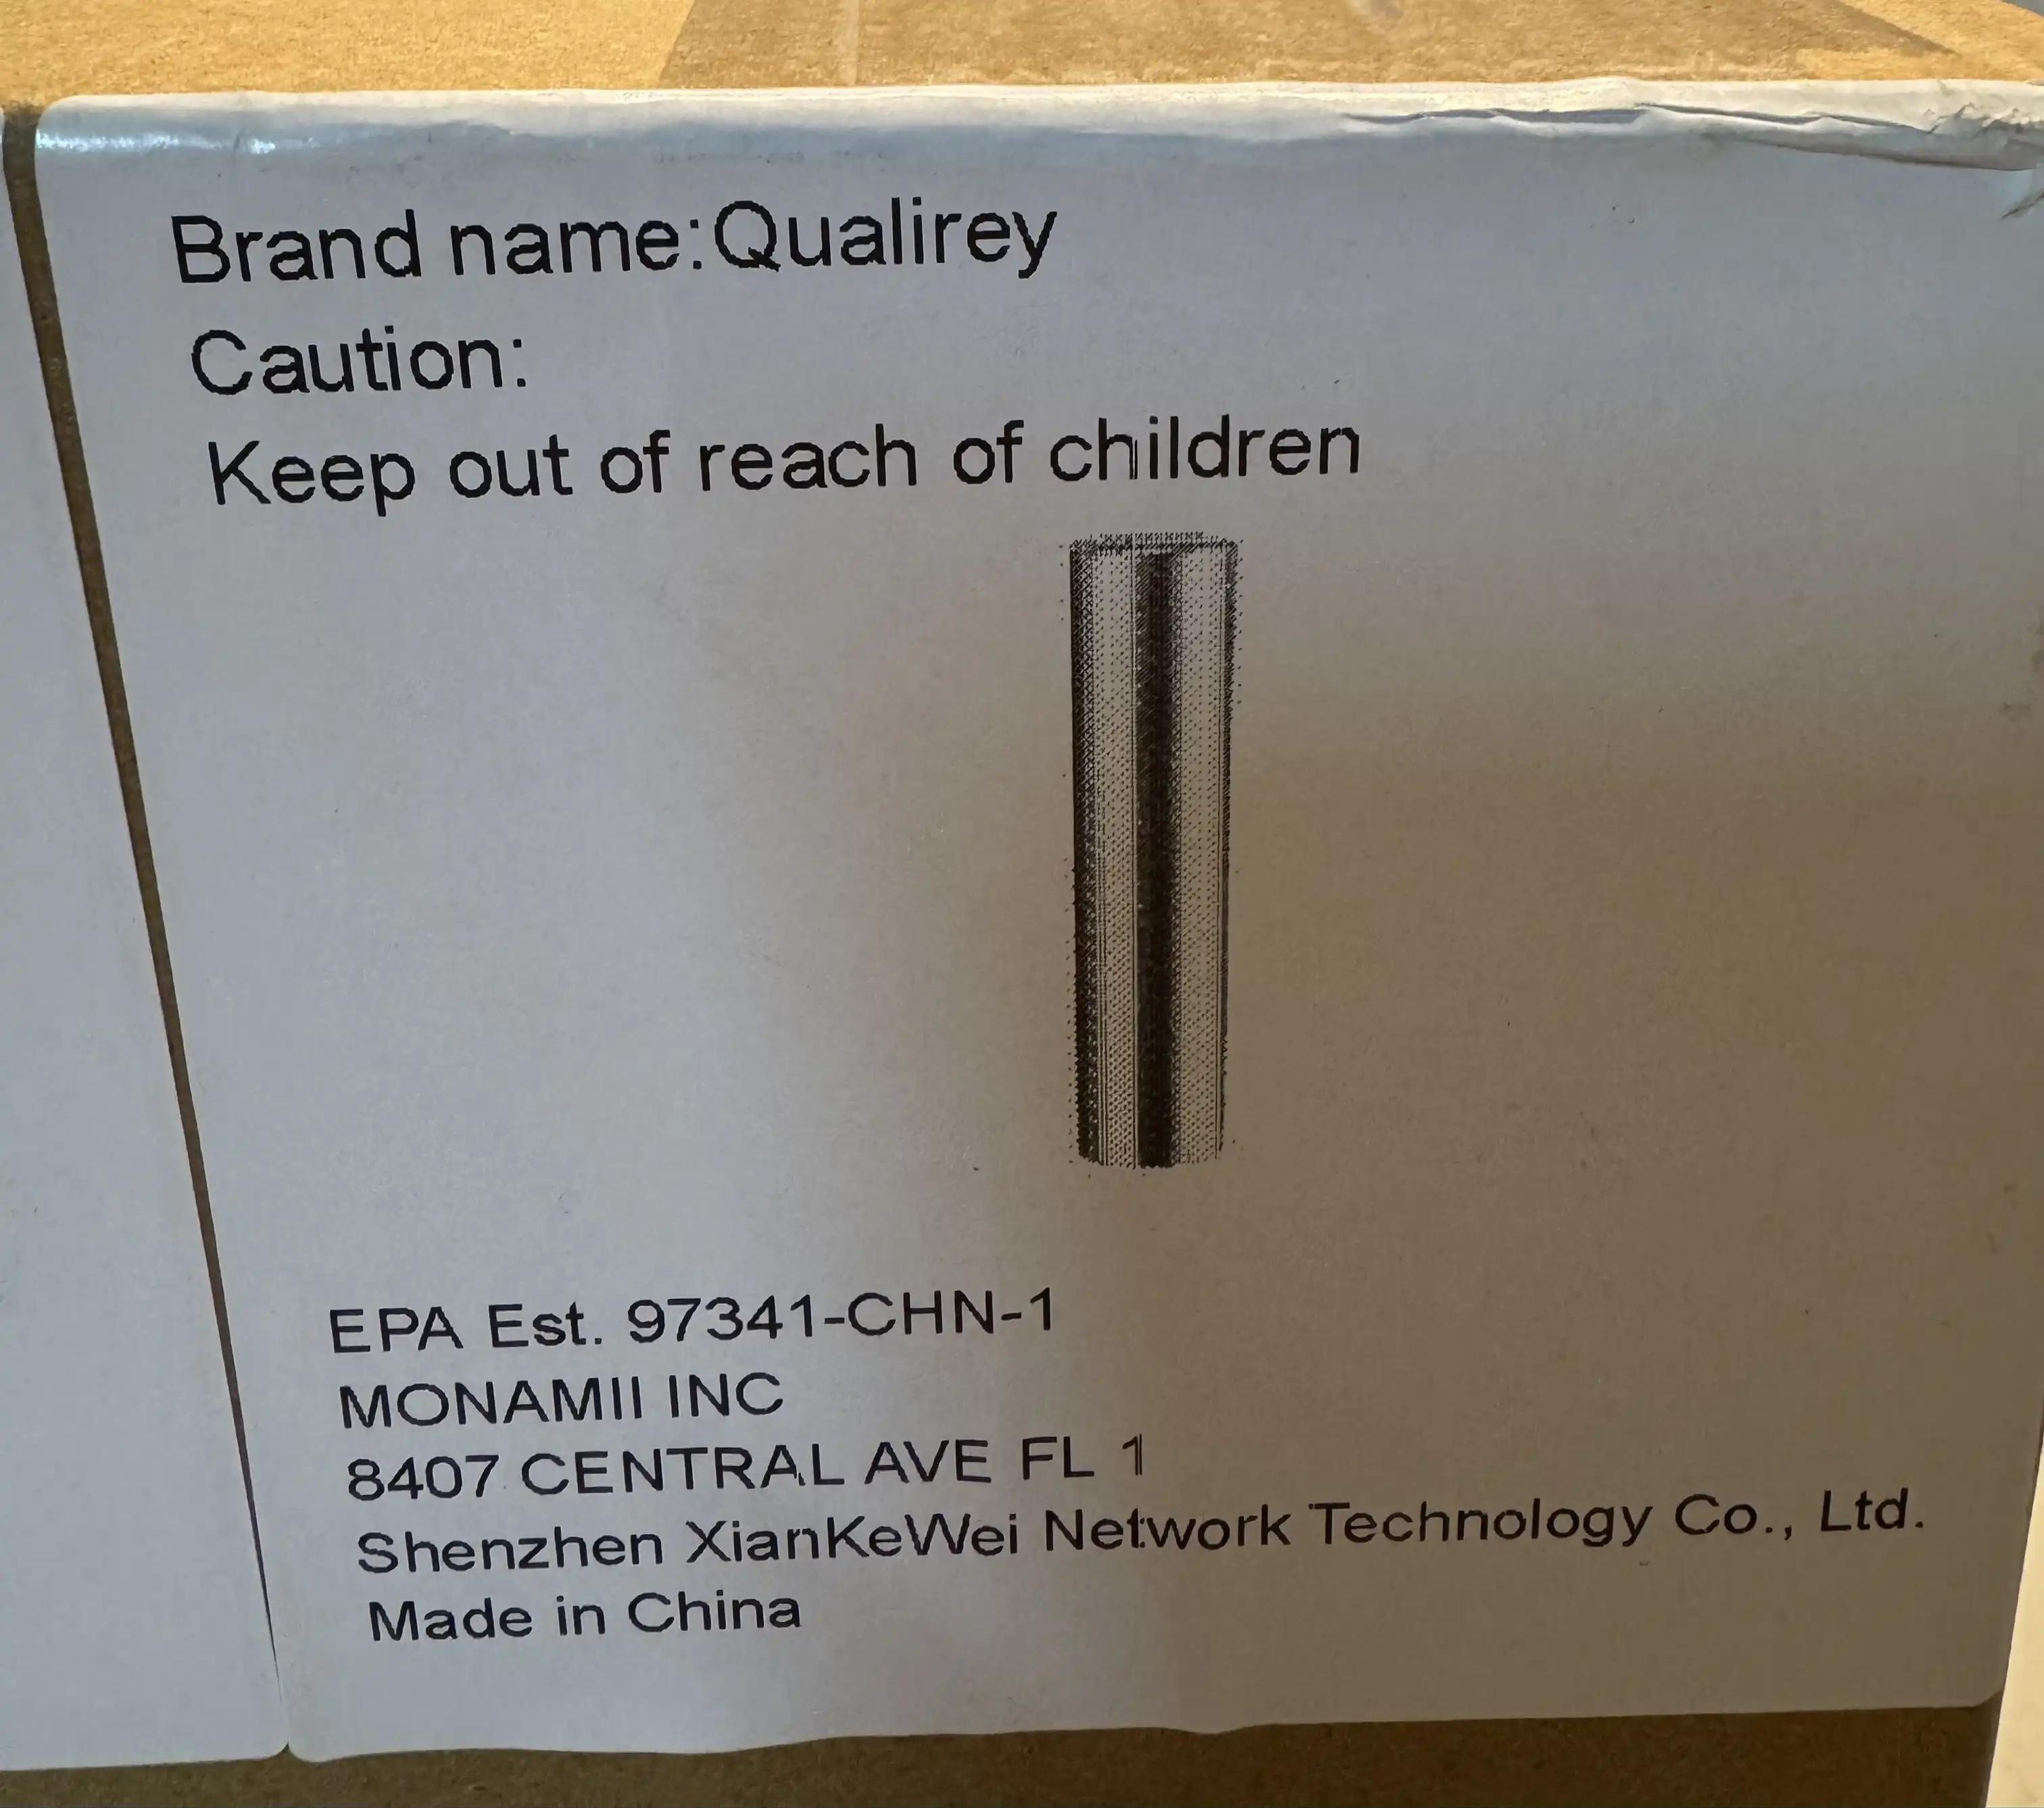 Brand name:Qualirey
Caution:
Keep out of reach of children
EPA Est. 97341-CHN-1
MONAMII INC
8407 CENTRAL AVE FL 1
Shenzhen XianKeWei Network Technology Co., Ltd.
Made in China